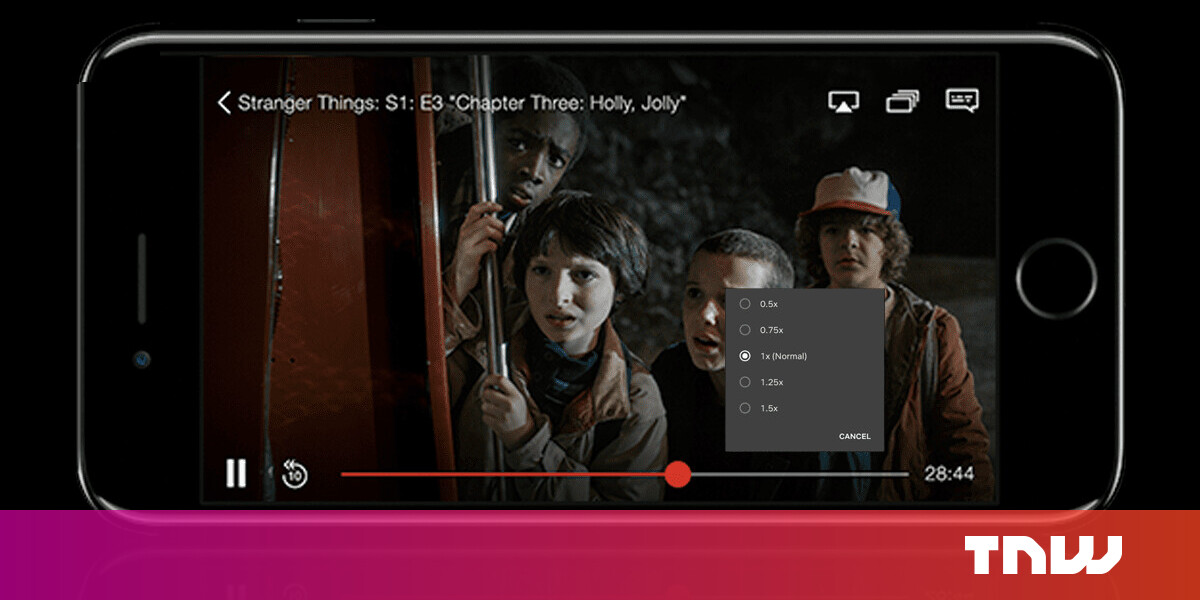 Stranger Things: S1: E3 "Chapter Three: Holly, Jolly"
0.5x
0.75x
1x (Normal)
1.25x
1.5x
CANCEL
10
28:44
TNW